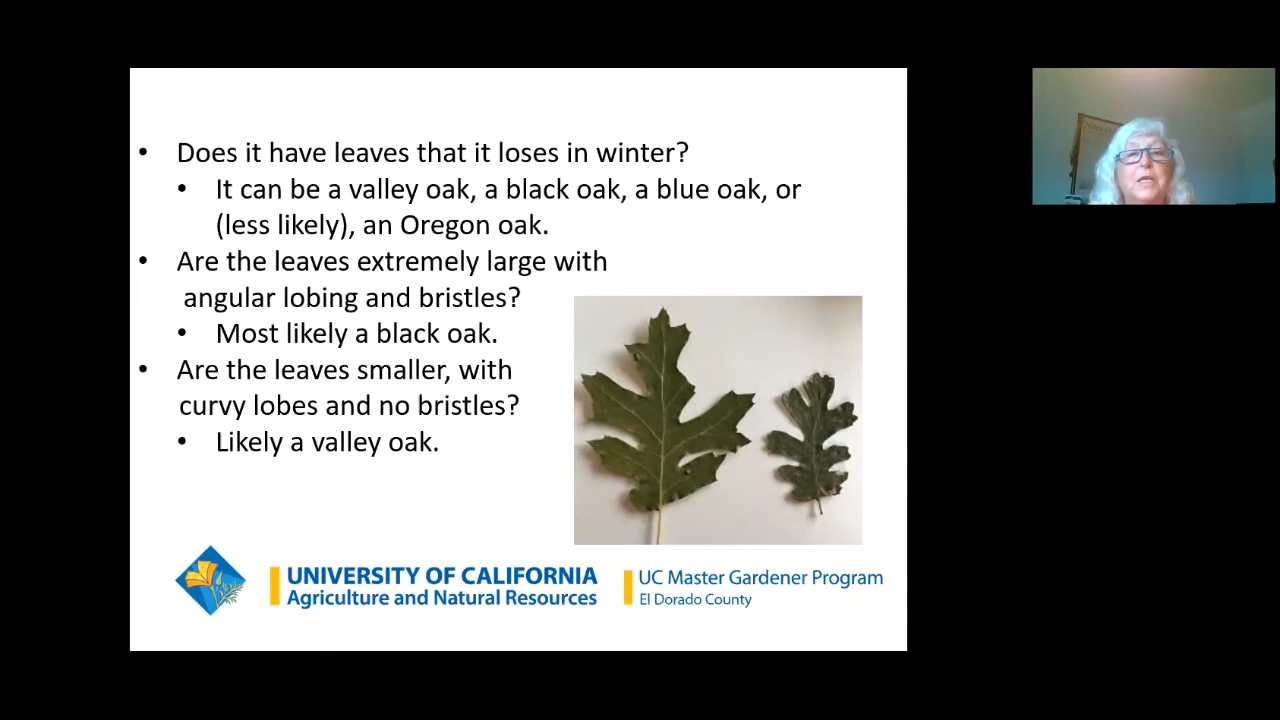 • Does it have leaves that it loses in winter?
• It can be a valley oak, a black oak, a blue oak, or
(less likely), an Oregon oak.
• Are the leaves extremely large with
angular lobing and bristles?
• Most likely a black oak.
• Are the leaves smaller, with
curvy lobes and no bristles?
• Likely a valley oak.
UNIVERSITY OF CALIFORNIA
Agriculture and Natural Resources
UC Master Gardener Program
El Dorado County